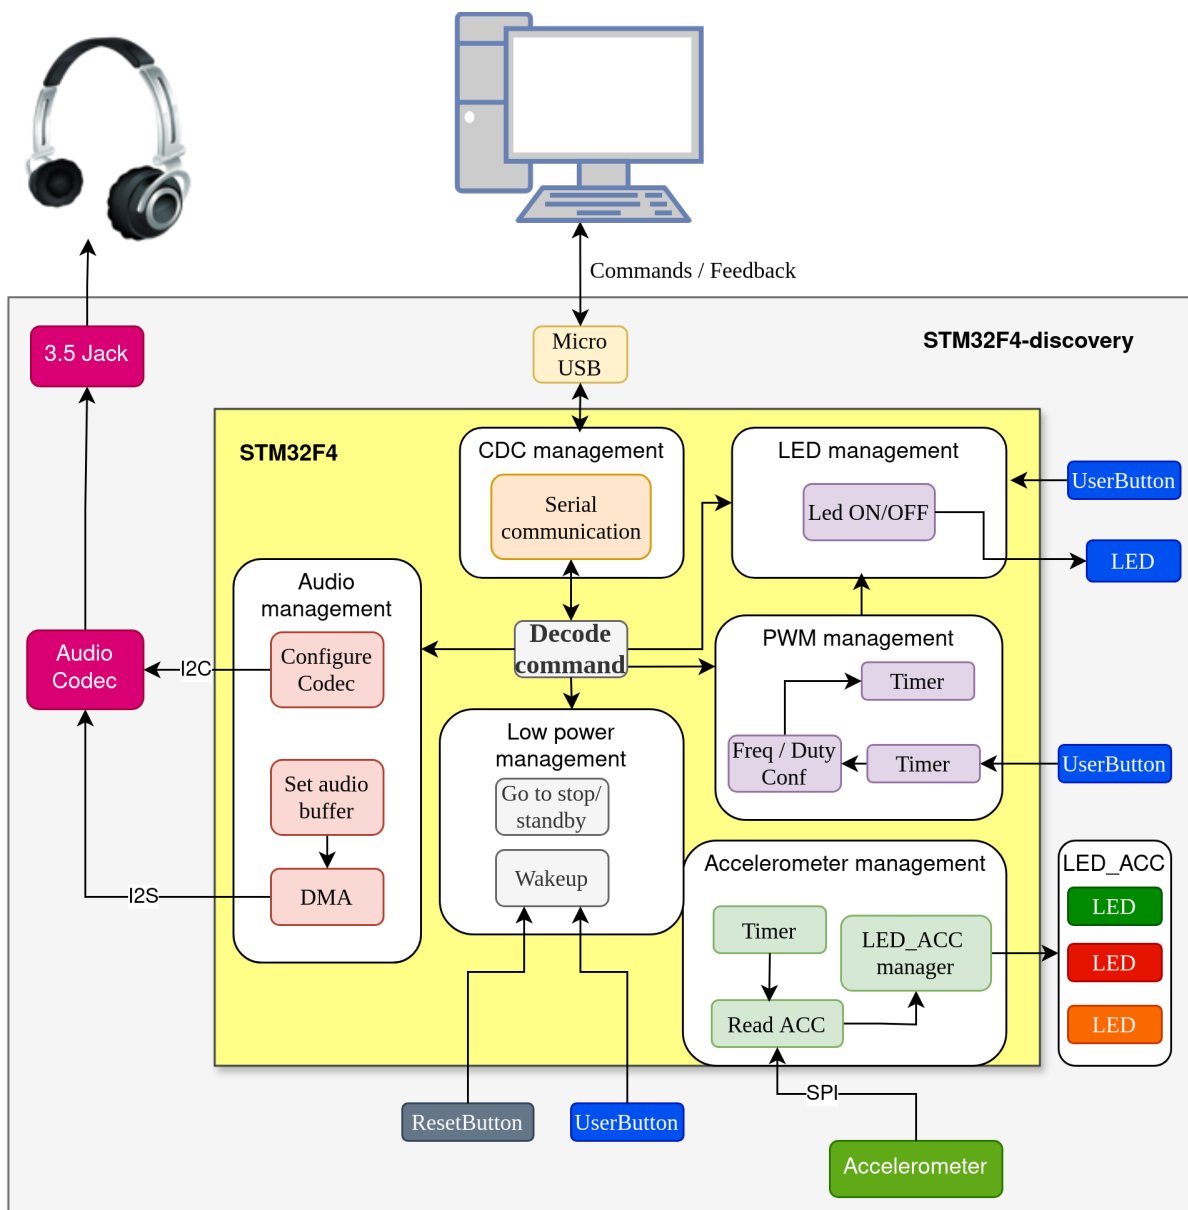 Commands / Feedback
STM32F4-discovery
3.5 Jack
Micro
USB
STM32F4
CDC management
Serial
communication
LED management
Led ON/OFF
UserButton
LED
Audio
management
Configure
Codec
I2C
Audio
Codec
Decode
command
PWM management
Timer
Freq / Duty
Conf
Timer
UserButton
Set audio
buffer
DMA
I2S
Low power
management
Go to stop/
standby
Wakeup
Accelerometer management
Timer
LED_ACC
manager
Read ACC
LED_ACC
LED
LED
LED
ResetButton
UserButton
SPI
Accelerometer